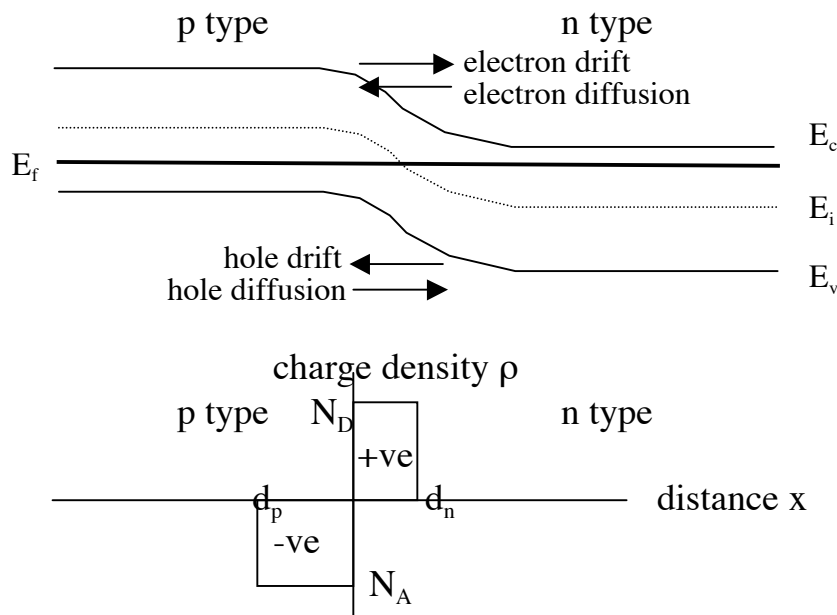 p type n type
electron drift
electron diffusion
E_c
E_f
E_i
hole drift
hole diffusion
E_v
charge density ρ
p type N_D n type
+ve
d_p d_n distance x
-ve
N_A